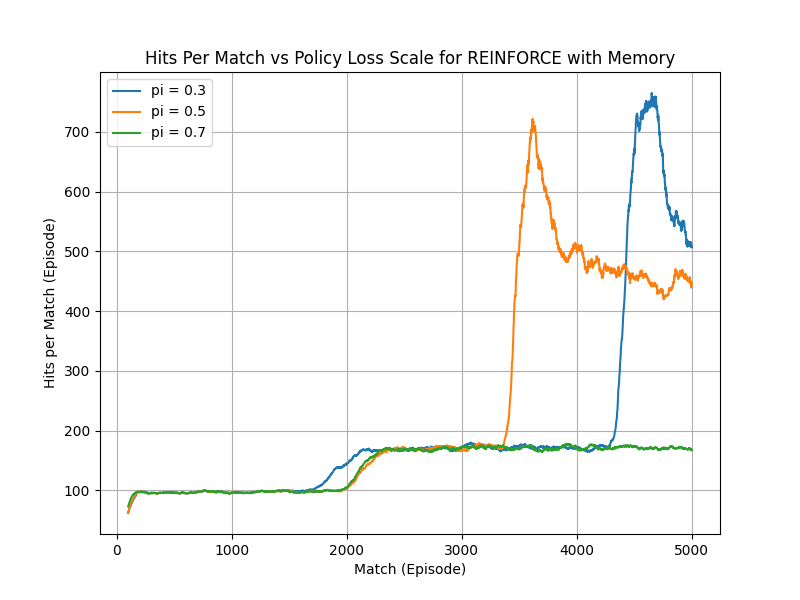 Hits Per Match vs Policy Loss Scale for REINFORCE with Memory
pi = 0.3
pi = 0.5
pi = 0.7
Hits per Match (Episode)
700
600
500
400
300
200
100
0 1000 2000 3000 4000 5000
Match (Episode)